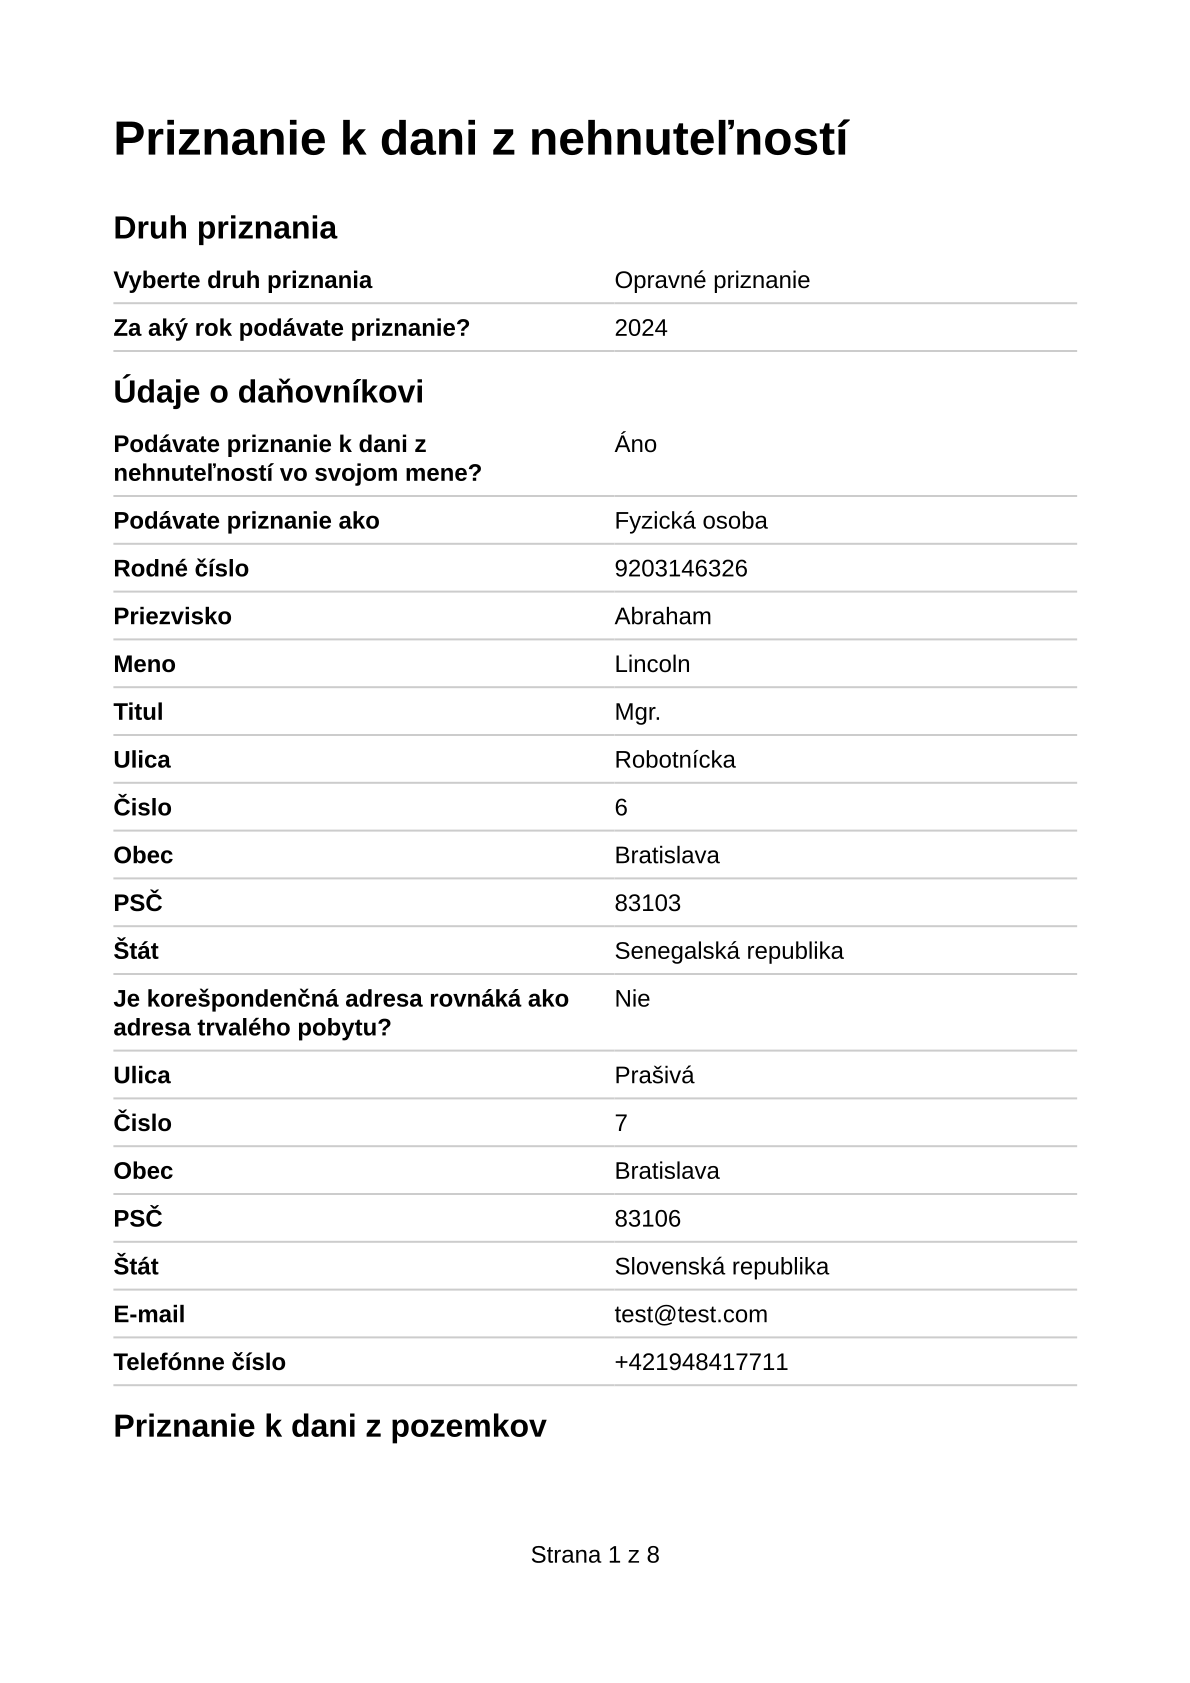 Priznanie k dani z nehnuteľností
Druh priznania
Vyberte druh priznania Opravné priznanie
Za aký rok podávate priznanie? 2024
Údaje o daňovníkovi
Podávate priznanie k dani z Áno
nehnuteľností vo svojom mene?
Podávate priznanie ako Fyzická osoba
Rodné číslo 9203146326
Priezvisko Abraham
Meno Lincoln
Titul Mgr.
Ulica Robotnícka
Čislo 6
Obec Bratislava
PSČ 83103
Štát Senegalská republika
Je korešpondenčná adresa rovnáká ako Nie
adresa trvalého pobytu?
Ulica Prašivá
Čislo 7
Obec Bratislava
PSČ 83106
Štát Slovenská republika
E-mail test@test.com
Telefónne číslo +421948417711
Priznanie k dani z pozemkov
Strana 1 z 8